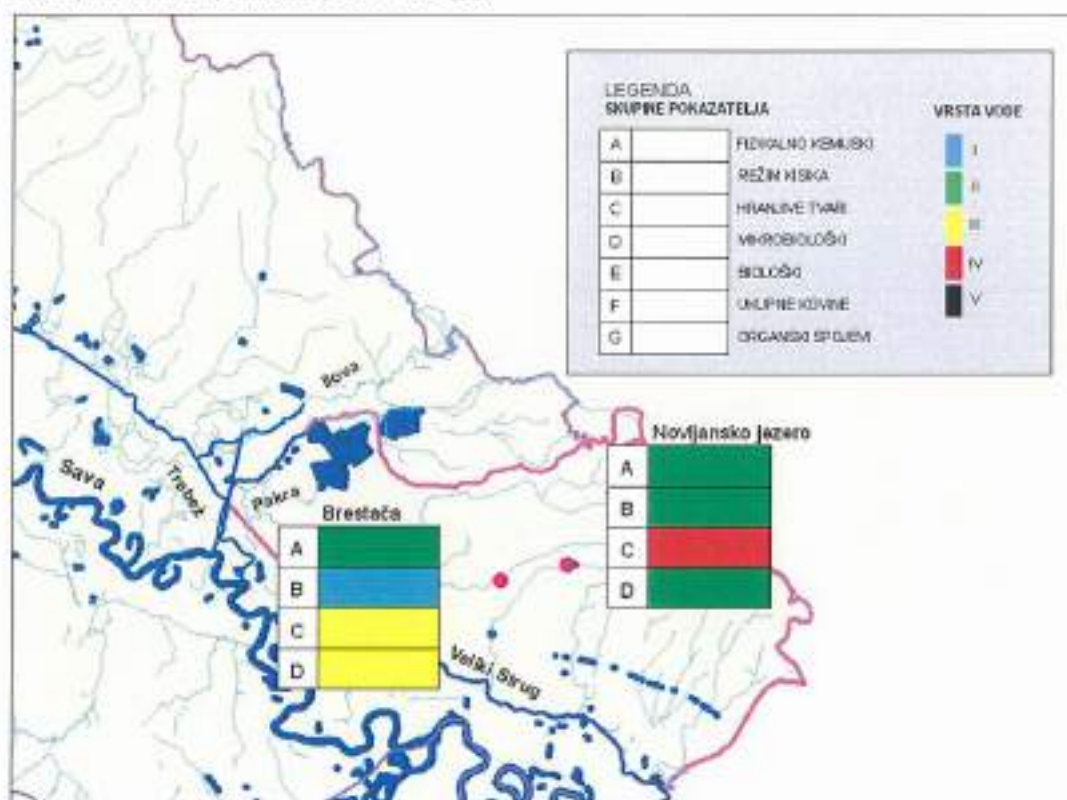 LEGENDA
SKUPINE POKAZATELJA
VRSTA VODE
A FIZIKALNO KEMIJSKI
B REŽIM KISIKA
C HRANJIVE TVARI
D MIKROBIOLOŠKI
E BIOLOŠKI
F UKUPNE KOVINE
G ORGANSKI SPOJEVI
I
II
III
IV
V
Ilova
Novljansko jezero
A
B
C
D
Sava
Trebež
Pakra
Brestača
A
B
C
D
Veliki Strug